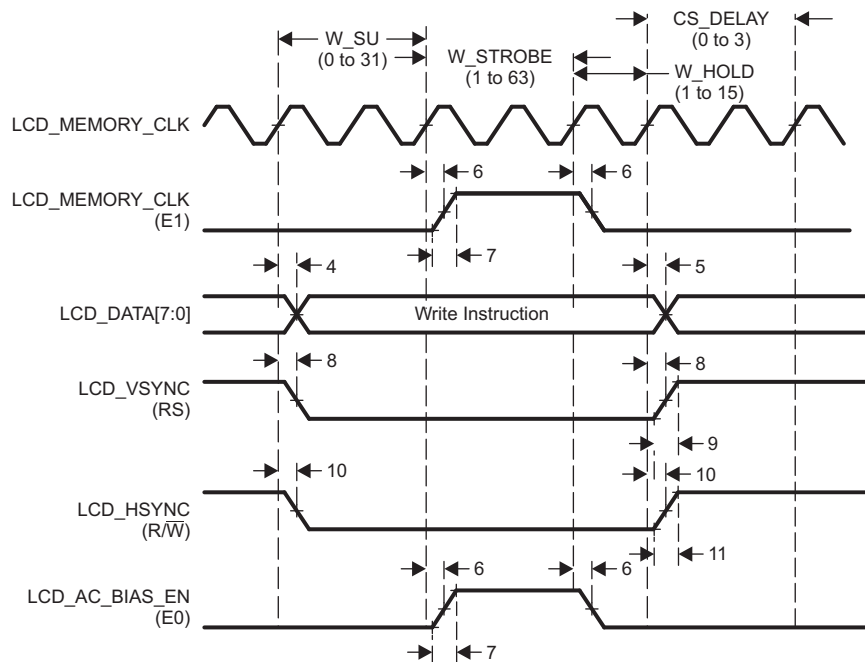 CS_DELAY
(0 to 3)
W_SU
(0 to 31)
W_STROBE
(1 to 63)
W_HOLD
(1 to 15)
LCD_MEMORY_CLK
LCD_MEMORY_CLK
(E1)
6
6
7
LCD_DATA[7:0]
4
5
Write Instruction
LCD_VSYNC
(RS)
8
8
9
LCD_HSYNC
(R/W̅)
10
10
11
LCD_AC_BIAS_EN
(E0)
6
6
7